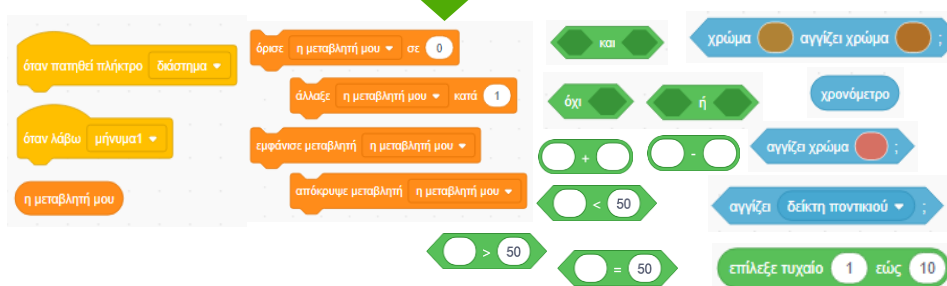 όταν πατηθεί πλήκτρο διάστημα
όταν λάβω μήνυμα1
η μεταβλητή μου
όρισε η μεταβλητή μου σε 0
άλλαξε η μεταβλητή μου κατά 1
εμφάνισε μεταβλητή η μεταβλητή μου
απόκρυψε μεταβλητή η μεταβλητή μου
και
όχι
ή
+
-
< 50
> 50
= 50
χρώμα αγγίζει χρώμα ;
χρονόμετρο
αγγίζει χρώμα ;
αγγίζει δείκτη ποντικιού ;
επίλεξε τυχαίο 1 εώς 10